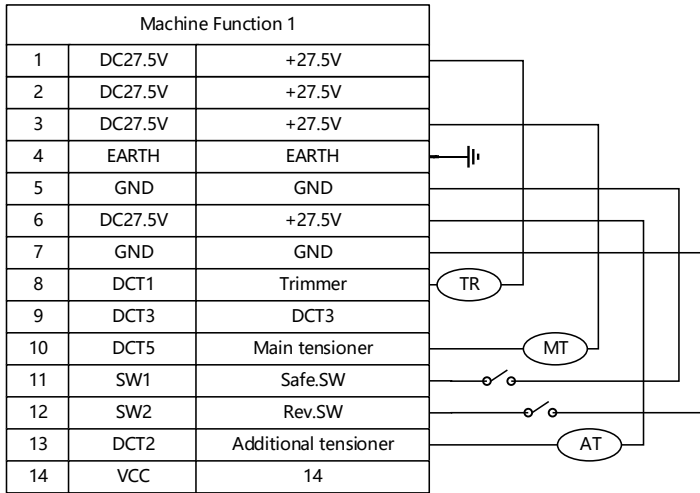 Machine Function 1
1 DC27.5V +27.5V
2 DC27.5V +27.5V
3 DC27.5V +27.5V
4 EARTH EARTH
5 GND GND
6 DC27.5V +27.5V
7 GND GND
8 DCT1 Trimmer TR
9 DCT3 DCT3
10 DCT5 Main tensioner MT
11 SW1 Safe.SW
12 SW2 Rev.SW
13 DCT2 Additional tensioner AT
14 VCC 14